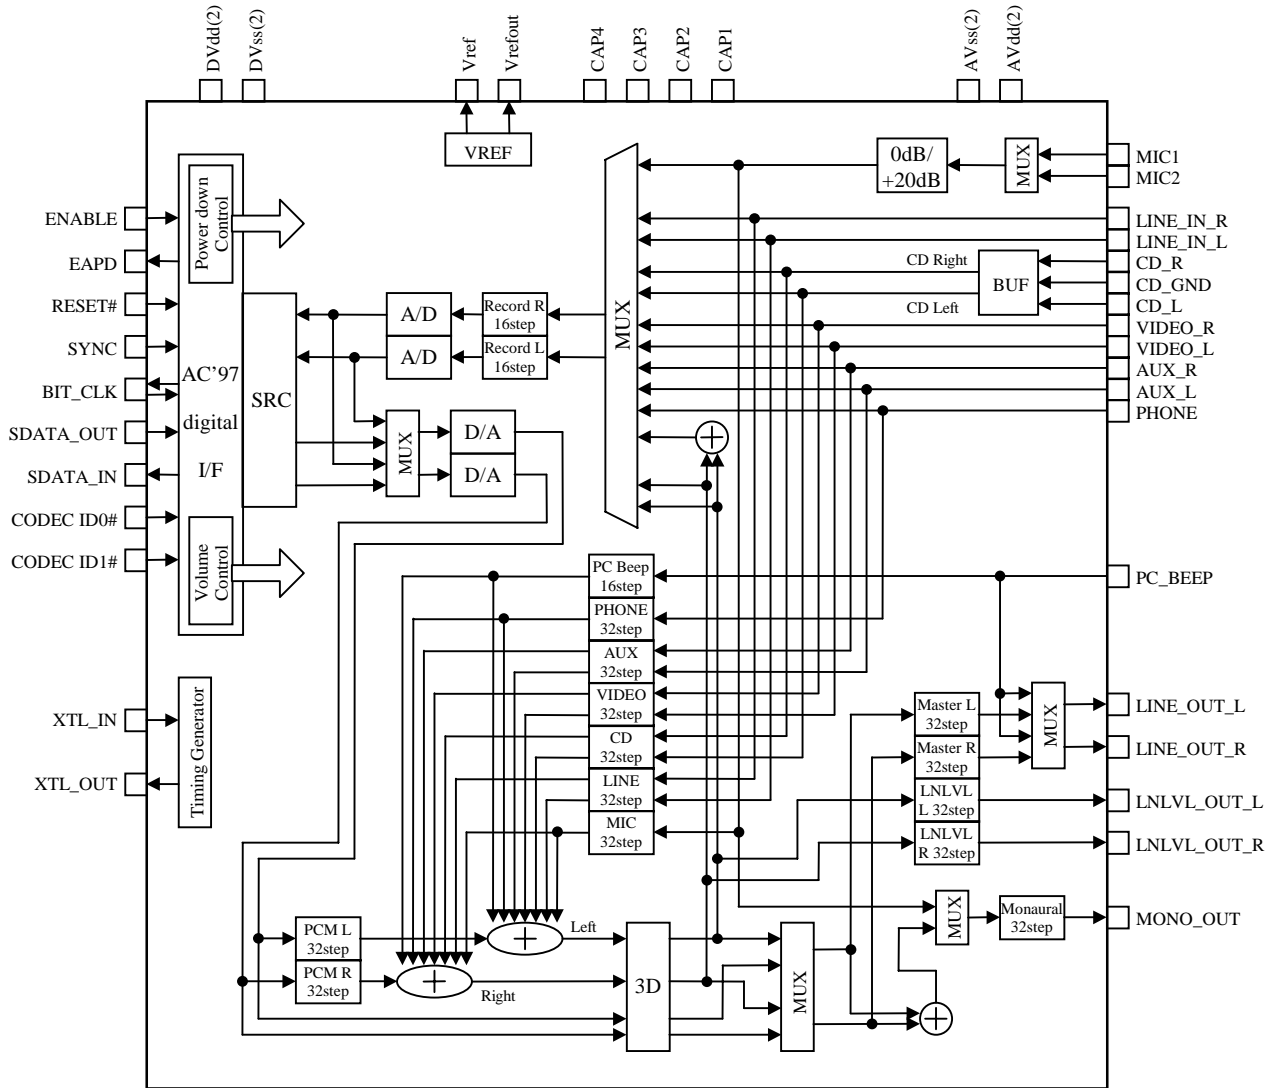 DVdd(2)
DVss(2)
Vref
Vrefout
CAP4
CAP3
CAP2
CAP1
AVss(2)
AVdd(2)
VREF
0dB/
+20dB
MUX
MIC1
MIC2
Power down
Control
ENABLE
EAPD
RESET#
SYNC
BIT_CLK
SDATA_OUT
SDATA_IN
CODEC ID0#
CODEC ID1#
AC'97
digital
I/F
SRC
Volume
Control
A/D
A/D
Record R
16step
Record L
16step
MUX
MUX
D/A
D/A
LINE_IN_R
LINE_IN_L
CD_R
CD_GND
CD_L
VIDEO_R
VIDEO_L
AUX_R
AUX_L
PHONE
CD Right
BUF
CD Left
PC Beep
16step
PHONE
32step
AUX
32step
VIDEO
32step
CD
32step
LINE
32step
MIC
32step
PC_BEEP
XTL_IN
XTL_OUT
Timing Generator
Master L
32step
Master R
32step
LNLVL
L 32step
LNLVL
R 32step
MUX
LINE_OUT_L
LINE_OUT_R
LNLVL_OUT_L
LNLVL_OUT_R
MUX
Monaural
32step
MONO_OUT
PCM L
32step
PCM R
32step
Left
Right
3D
MUX